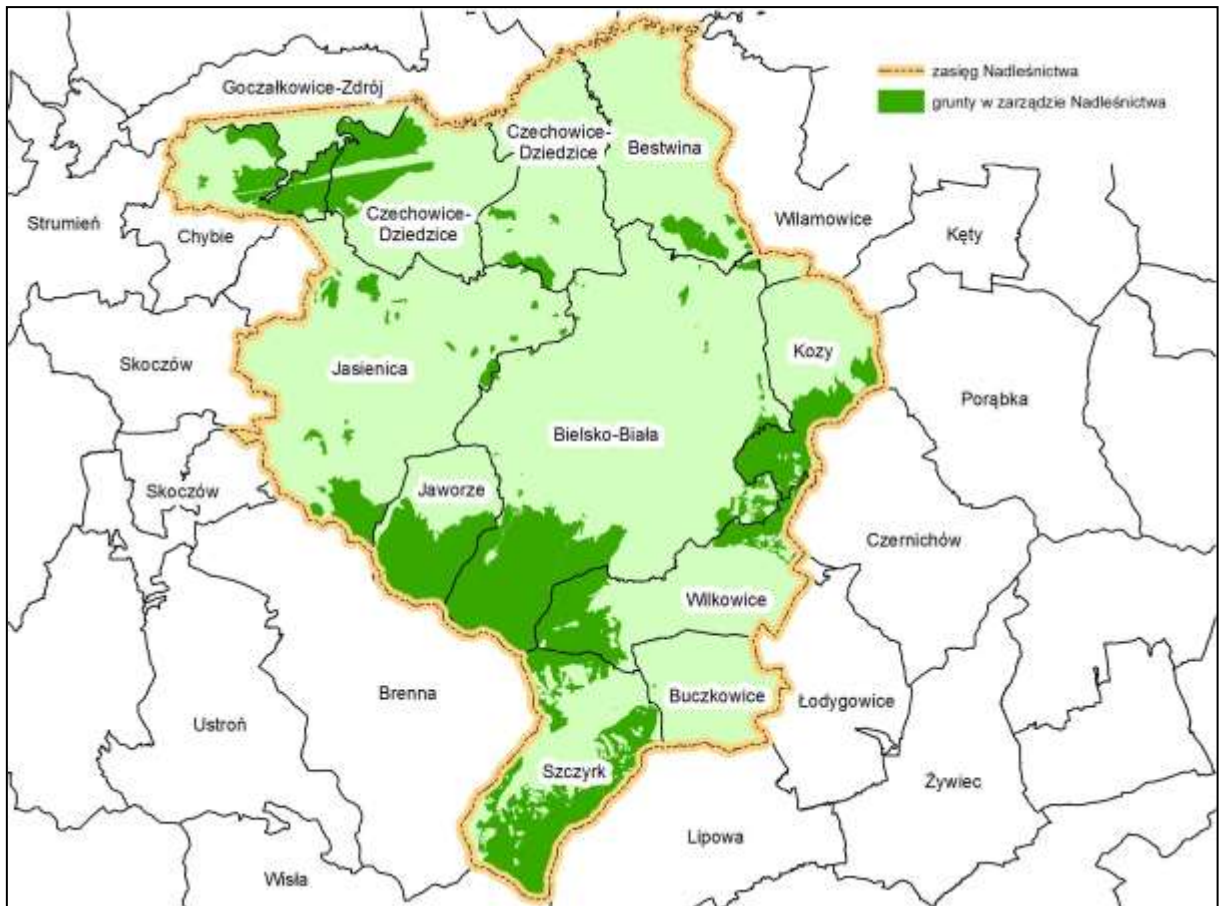 zasięg Nadleśnictwa
grunty w zarządzie Nadleśnictwa
Goczałkowice-Zdrój
Czechowice-
Dziedzice
Bestwina
Strumień
Chybie
Czechowice-
Dziedzice
Wilamowice
Kęty
Skoczów
Jasienica
Kozy
Porąbka
Bielsko-Biała
Skoczów
Jaworze
Czernichów
Wilkowice
Brenna
Buczkowice
Łodygowice
Ustroń
Szczyrk
Żywiec
Lipowa
Wisła